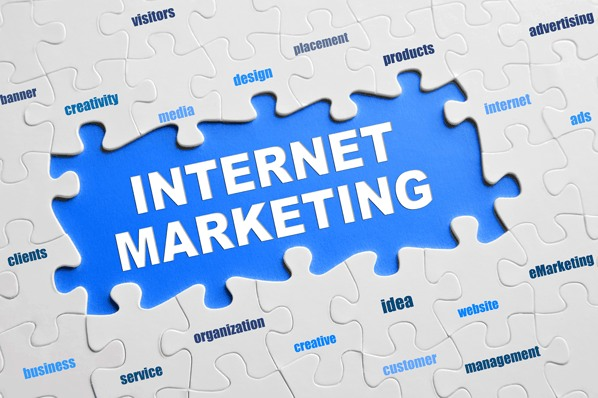 visitors
advertising
placement
products
design
banner
creativity
media
internet
ads
INTERNET
MARKETING
clients
eMarketing
idea
website
organization
creative
business
service
customer
management